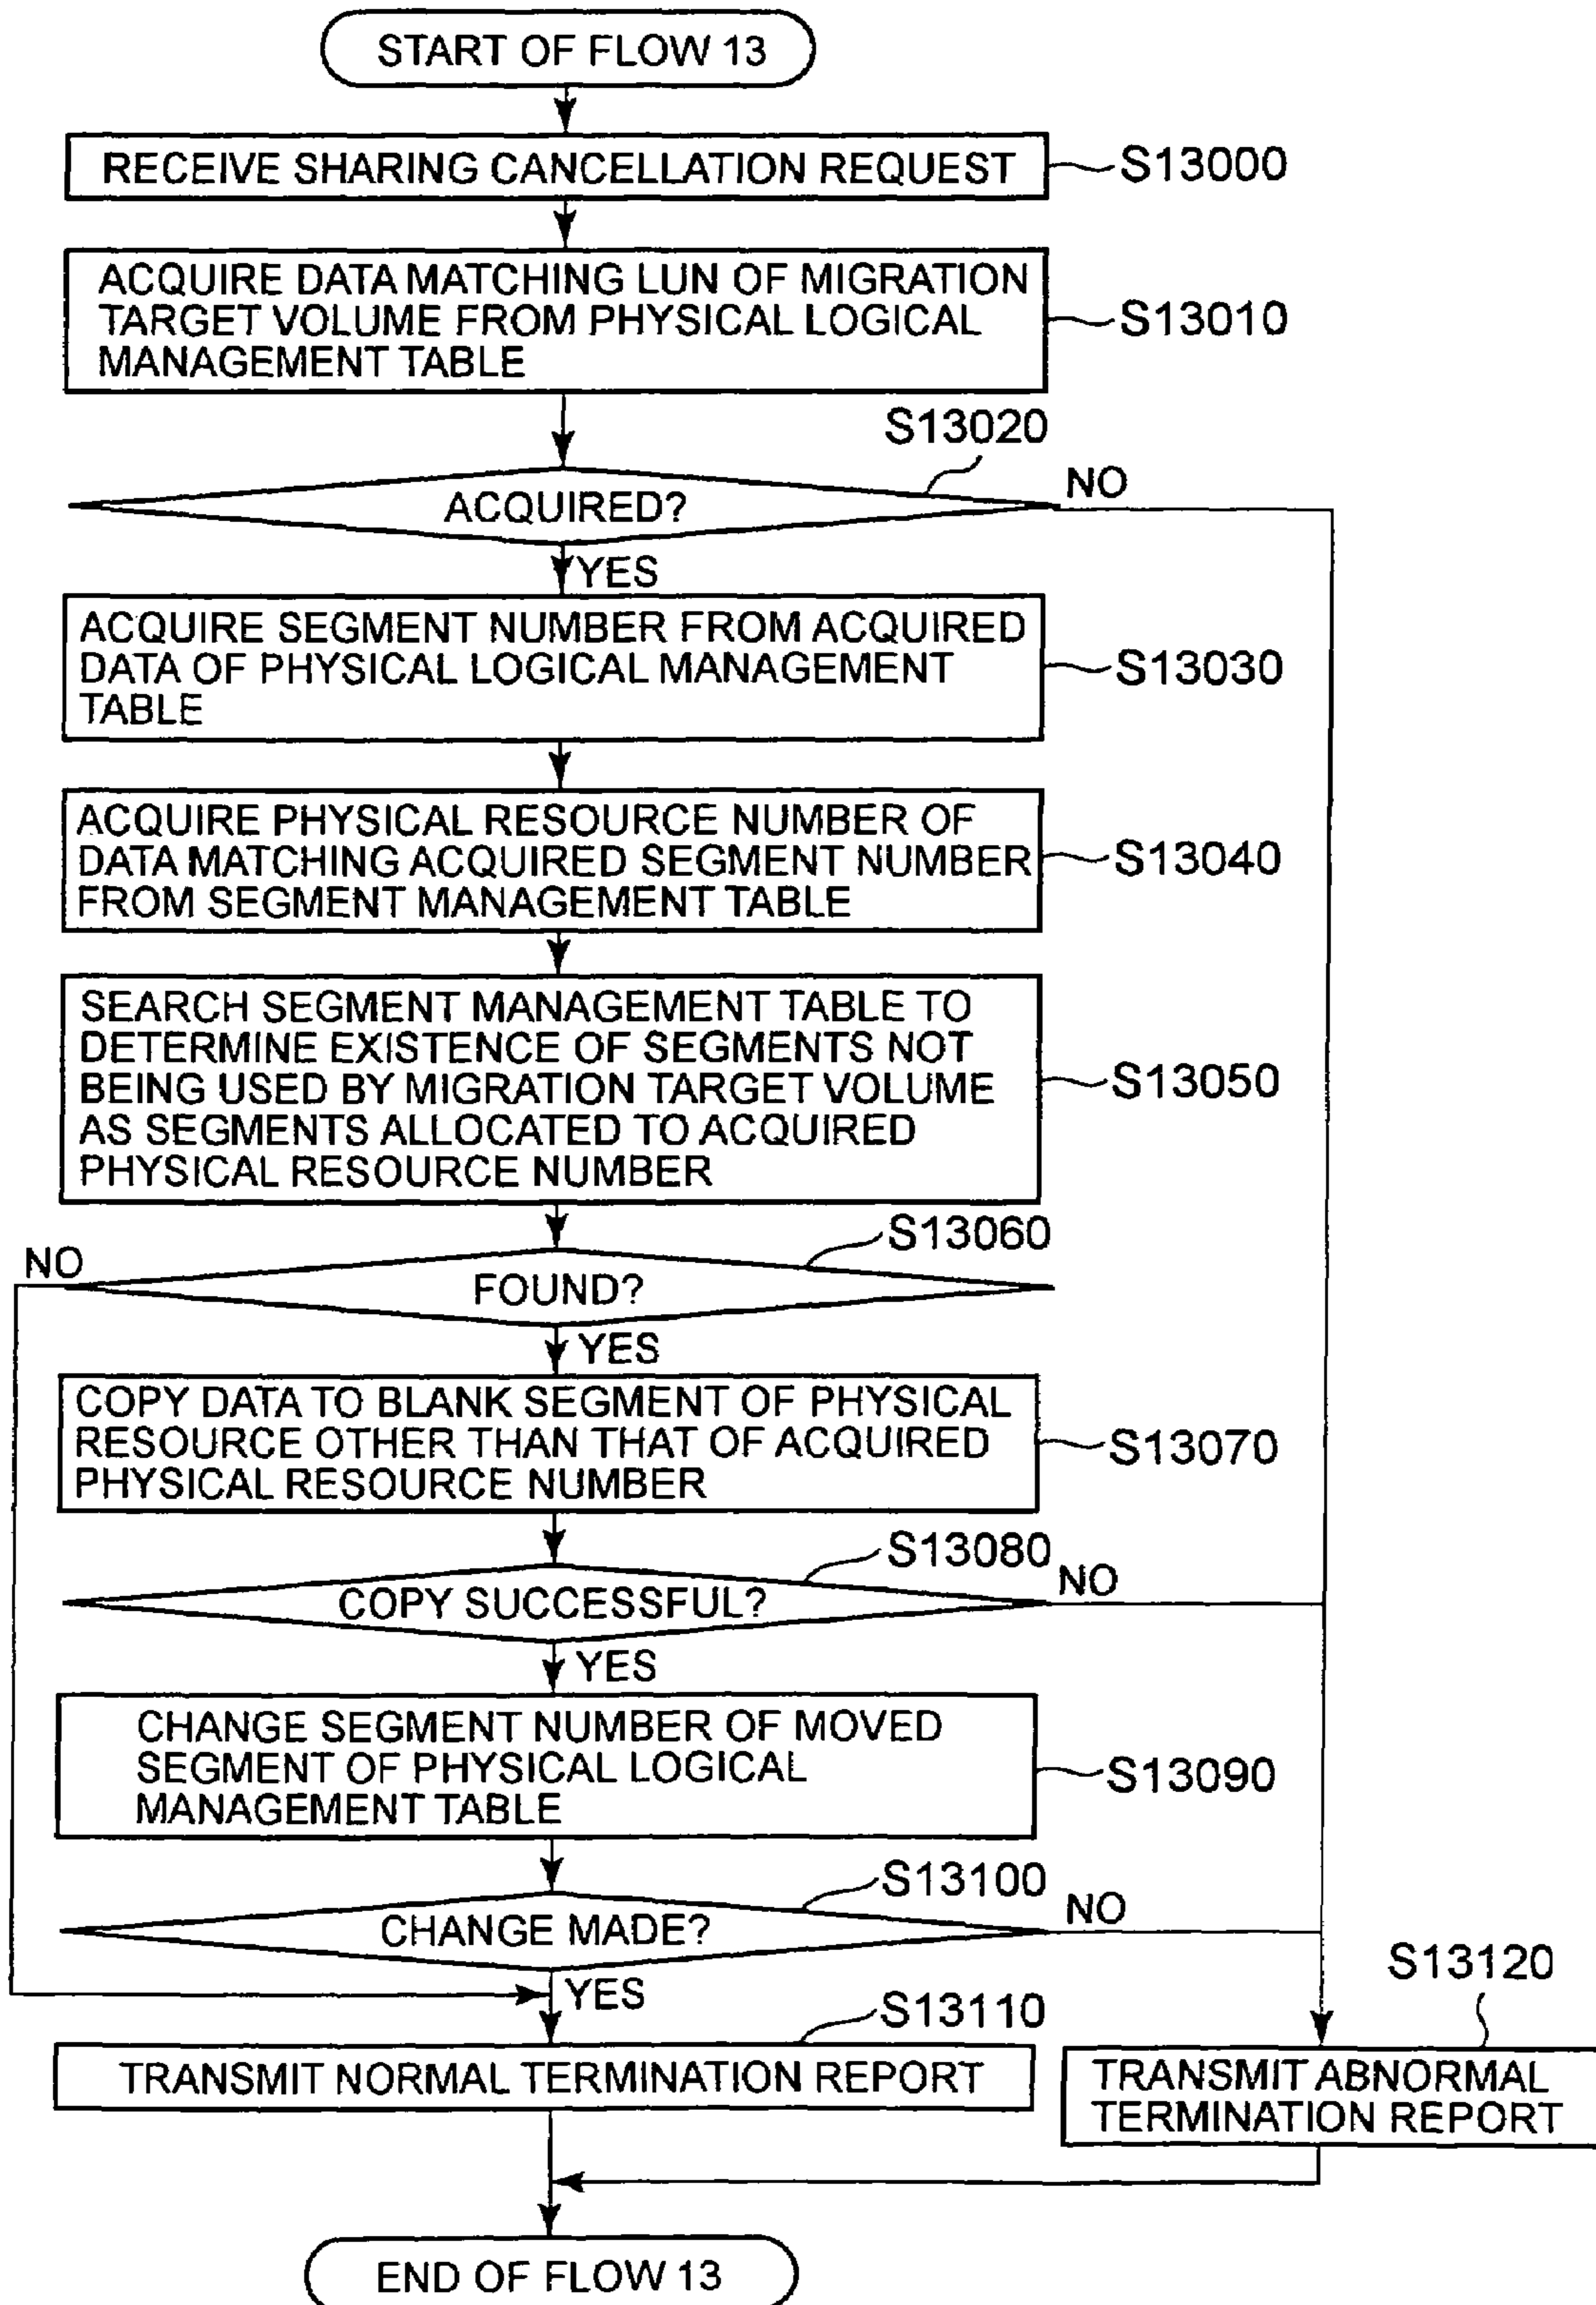 START OF FLOW 13
RECEIVE SHARING CANCELLATION REQUEST
S13000
ACQUIRE DATA MATCHING LUN OF MIGRATION
TARGET VOLUME FROM PHYSICAL LOGICAL
MANAGEMENT TABLE
S13010
S13020
ACQUIRED?
NO
YES
ACQUIRE SEGMENT NUMBER FROM ACQUIRED
DATA OF PHYSICAL LOGICAL MANAGEMENT
TABLE
S13030
ACQUIRE PHYSICAL RESOURCE NUMBER OF
DATA MATCHING ACQUIRED SEGMENT NUMBER
FROM SEGMENT MANAGEMENT TABLE
S13040
SEARCH SEGMENT MANAGEMENT TABLE TO
DETERMINE EXISTENCE OF SEGMENTS NOT
BEING USED BY MIGRATION TARGET VOLUME
AS SEGMENTS ALLOCATED TO ACQUIRED
PHYSICAL RESOURCE NUMBER
S13050
S13060
NO
FOUND?
YES
COPY DATA TO BLANK SEGMENT OF PHYSICAL
RESOURCE OTHER THAN THAT OF ACQUIRED
PHYSICAL RESOURCE NUMBER
S13070
S13080
COPY SUCCESSFUL?
NO
YES
CHANGE SEGMENT NUMBER OF MOVED
SEGMENT OF PHYSICAL LOGICAL
MANAGEMENT TABLE
S13090
S13100
CHANGE MADE?
NO
YES
S13110
TRANSMIT NORMAL TERMINATION REPORT
S13120
TRANSMIT ABNORMAL
TERMINATION REPORT
END OF FLOW 13